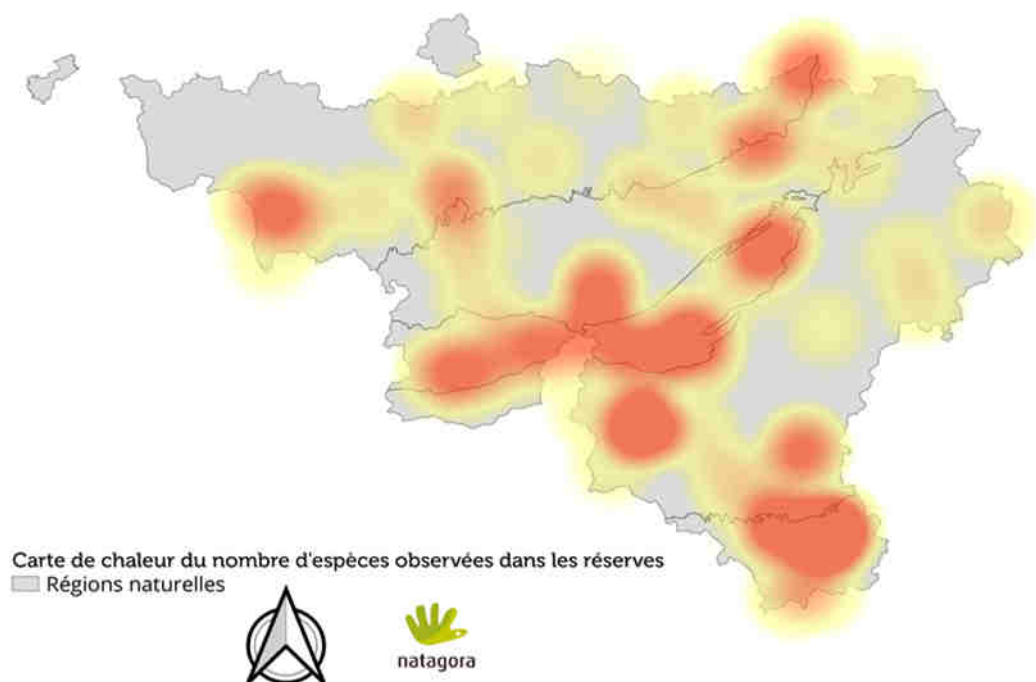 Carte de chaleur du nombre d'espèces observées dans les réserves
Régions naturelles
natagora